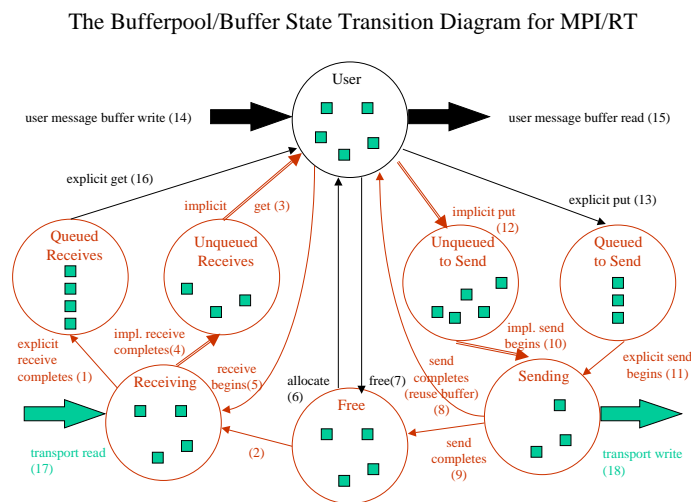 The Bufferpool/Buffer State Transition Diagram for MPI/RT
User
user message buffer write (14)
user message buffer read (15)
explicit get (16)
implicit get (3)
implicit put
(12)
explicit put (13)
Queued
Receives
Unqueued
Receives
Unqueued
to Send
Queued
to Send
explicit
receive
completes (1)
impl. receive
completes(4)
receive
begins(5)
allocate
(6)
free(7)
send
completes
(reuse buffer)
(8)
impl. send
begins (10)
explicit send
begins (11)
Receiving
Free
Sending
transport read
(17)
(2)
send
completes
(9)
transport write
(18)